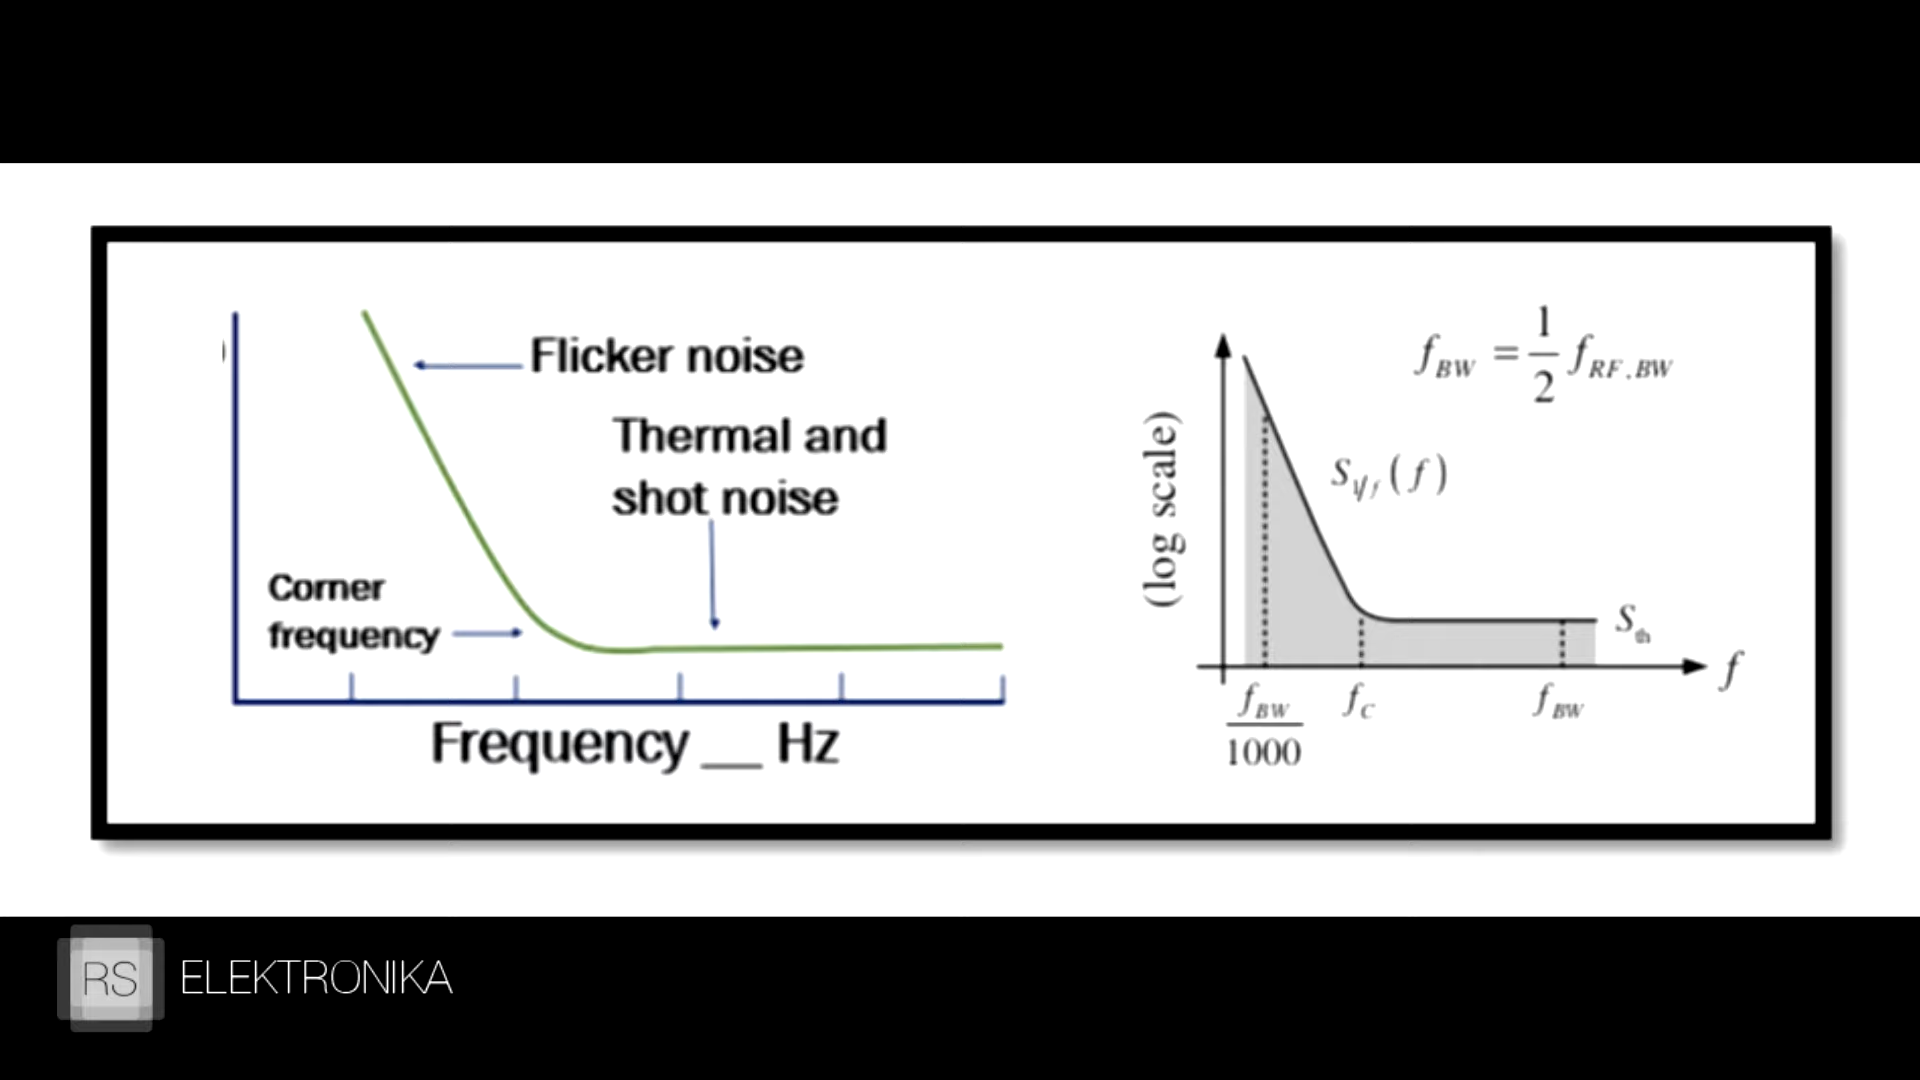 Flicker noise
Thermal and
shot noise
Corner
frequency
Frequency __ Hz
(log scale)
f_BW = 1/2 f_RF,BW
S_1/f (f)
S_th
f
f_BW/1000
f_C
f_BW
RS ELEKTRONIKA